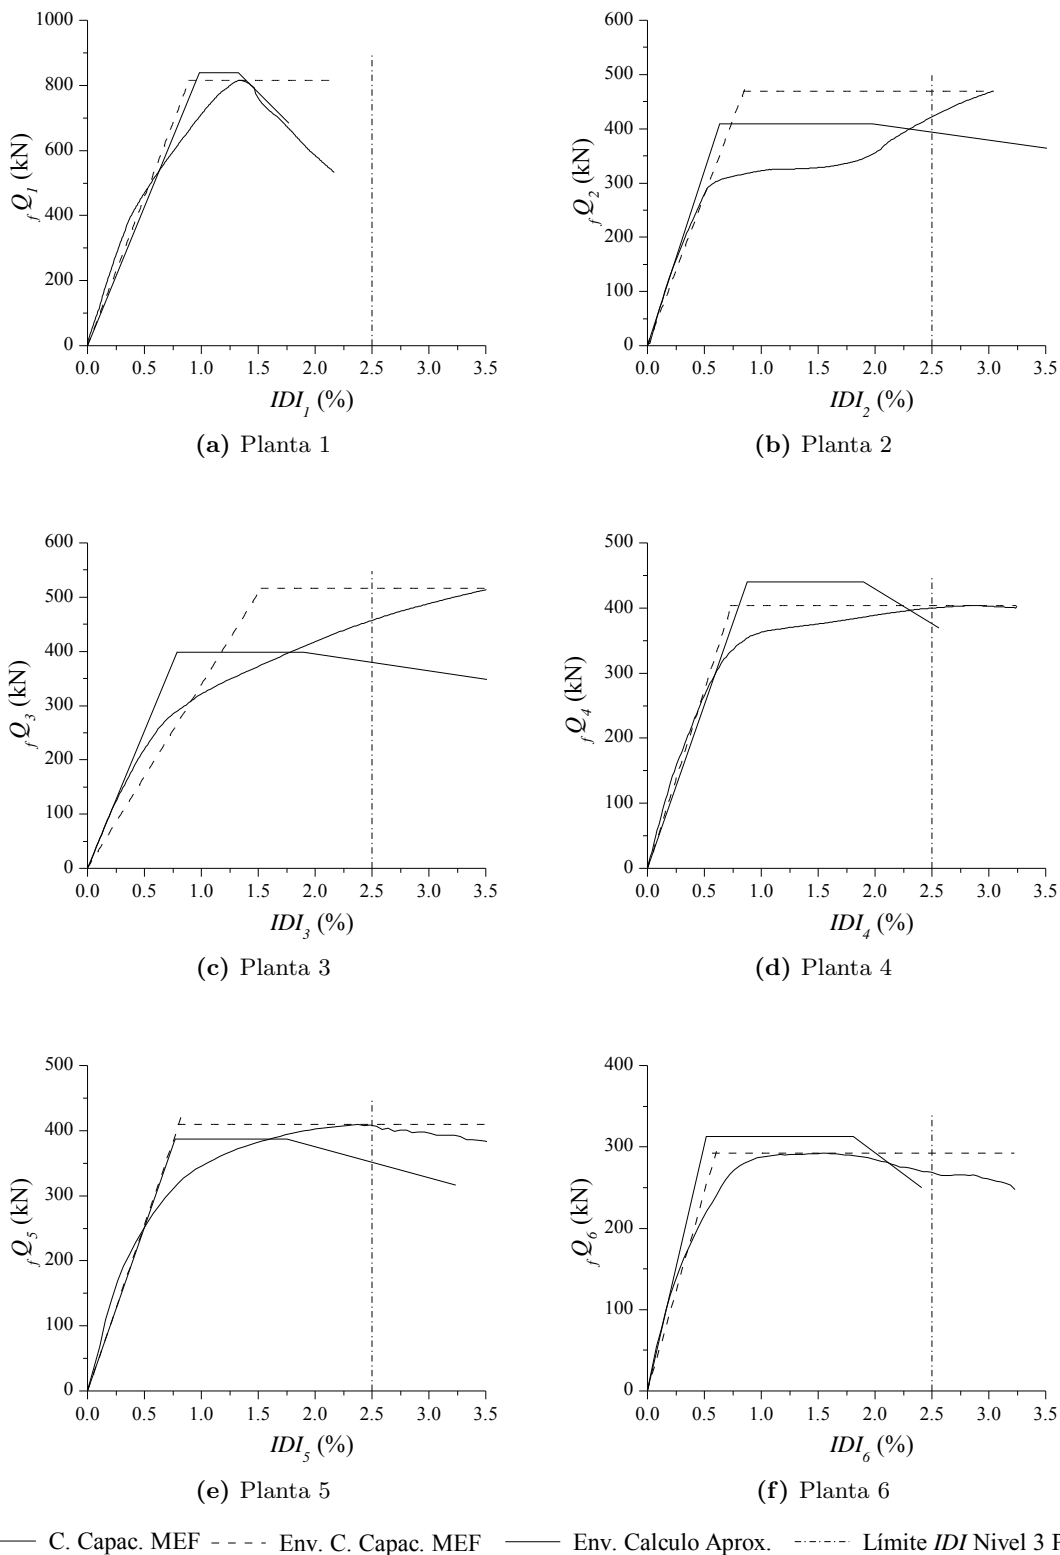 1000
800
600
400
200
0
fQ1 (kN)
0.0 0.5 1.0 1.5 2.0 2.5 3.0 3.5
IDI1 (%)
(a) Planta 1
600
500
400
300
200
100
0
fQ2 (kN)
0.0 0.5 1.0 1.5 2.0 2.5 3.0 3.5
IDI2 (%)
(b) Planta 2
600
500
400
300
200
100
0
fQ3 (kN)
0.0 0.5 1.0 1.5 2.0 2.5 3.0 3.5
IDI3 (%)
(c) Planta 3
500
400
300
200
100
0
fQ4 (kN)
0.0 0.5 1.0 1.5 2.0 2.5 3.0 3.5
IDI4 (%)
(d) Planta 4
500
400
300
200
100
0
fQ5 (kN)
0.0 0.5 1.0 1.5 2.0 2.5 3.0 3.5
IDI5 (%)
(e) Planta 5
400
300
200
100
0
fQ6 (kN)
0.0 0.5 1.0 1.5 2.0 2.5 3.0 3.5
IDI6 (%)
(f) Planta 6
C. Capac. MEF Env. C. Capac. MEF Env. Calculo Aprox. Límite IDI Nivel 3